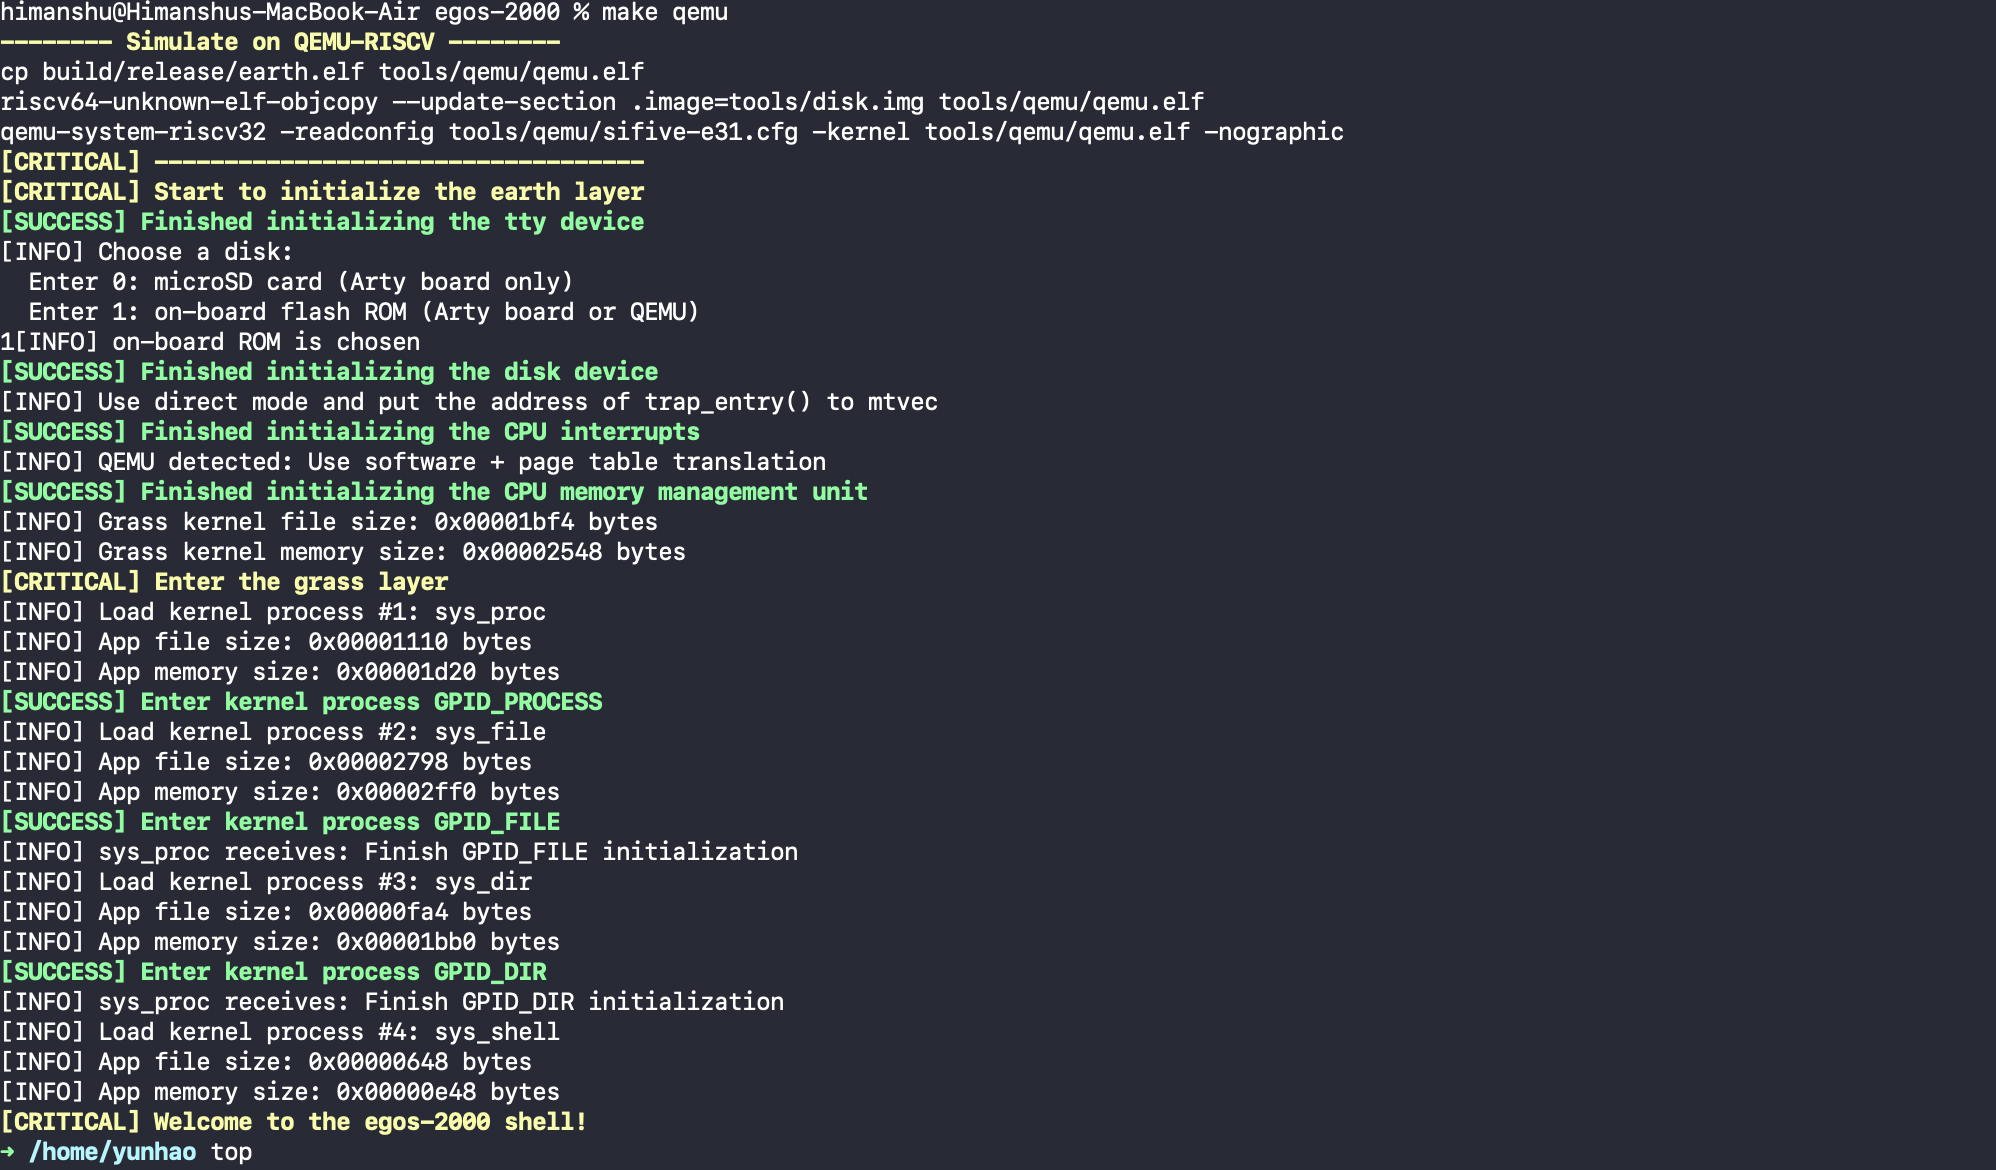 himanshu@Himanshus-MacBook-Air egos-2000 % make qemu
-------- Simulate on QEMU-RISCV --------
cp build/release/earth.elf tools/qemu/qemu.elf
riscv64-unknown-elf-objcopy --update-section .image=tools/disk.img tools/qemu/qemu.elf
qemu-system-riscv32 -readconfig tools/qemu/sifive-e31.cfg -kernel tools/qemu/qemu.elf -nographic
[CRITICAL] -----------------------------------
[CRITICAL] Start to initialize the earth layer
[SUCCESS] Finished initializing the tty device
[INFO] Choose a disk:
  Enter 0: microSD card (Arty board only)
  Enter 1: on-board flash ROM (Arty board or QEMU)
1[INFO] on-board ROM is chosen
[SUCCESS] Finished initializing the disk device
[INFO] Use direct mode and put the address of trap_entry() to mtvec
[SUCCESS] Finished initializing the CPU interrupts
[INFO] QEMU detected: Use software + page table translation
[SUCCESS] Finished initializing the CPU memory management unit
[INFO] Grass kernel file size: 0x00001bf4 bytes
[INFO] Grass kernel memory size: 0x00002548 bytes
[CRITICAL] Enter the grass layer
[INFO] Load kernel process #1: sys_proc
[INFO] App file size: 0x00001110 bytes
[INFO] App memory size: 0x00001d20 bytes
[SUCCESS] Enter kernel process GPID_PROCESS
[INFO] Load kernel process #2: sys_file
[INFO] App file size: 0x00002798 bytes
[INFO] App memory size: 0x00002ff0 bytes
[SUCCESS] Enter kernel process GPID_FILE
[INFO] sys_proc receives: Finish GPID_FILE initialization
[INFO] Load kernel process #3: sys_dir
[INFO] App file size: 0x00000fa4 bytes
[INFO] App memory size: 0x00001bb0 bytes
[SUCCESS] Enter kernel process GPID_DIR
[INFO] sys_proc receives: Finish GPID_DIR initialization
[INFO] Load kernel process #4: sys_shell
[INFO] App file size: 0x00000648 bytes
[INFO] App memory size: 0x00000e48 bytes
[CRITICAL] Welcome to the egos-2000 shell!
➜ /home/yunhao top